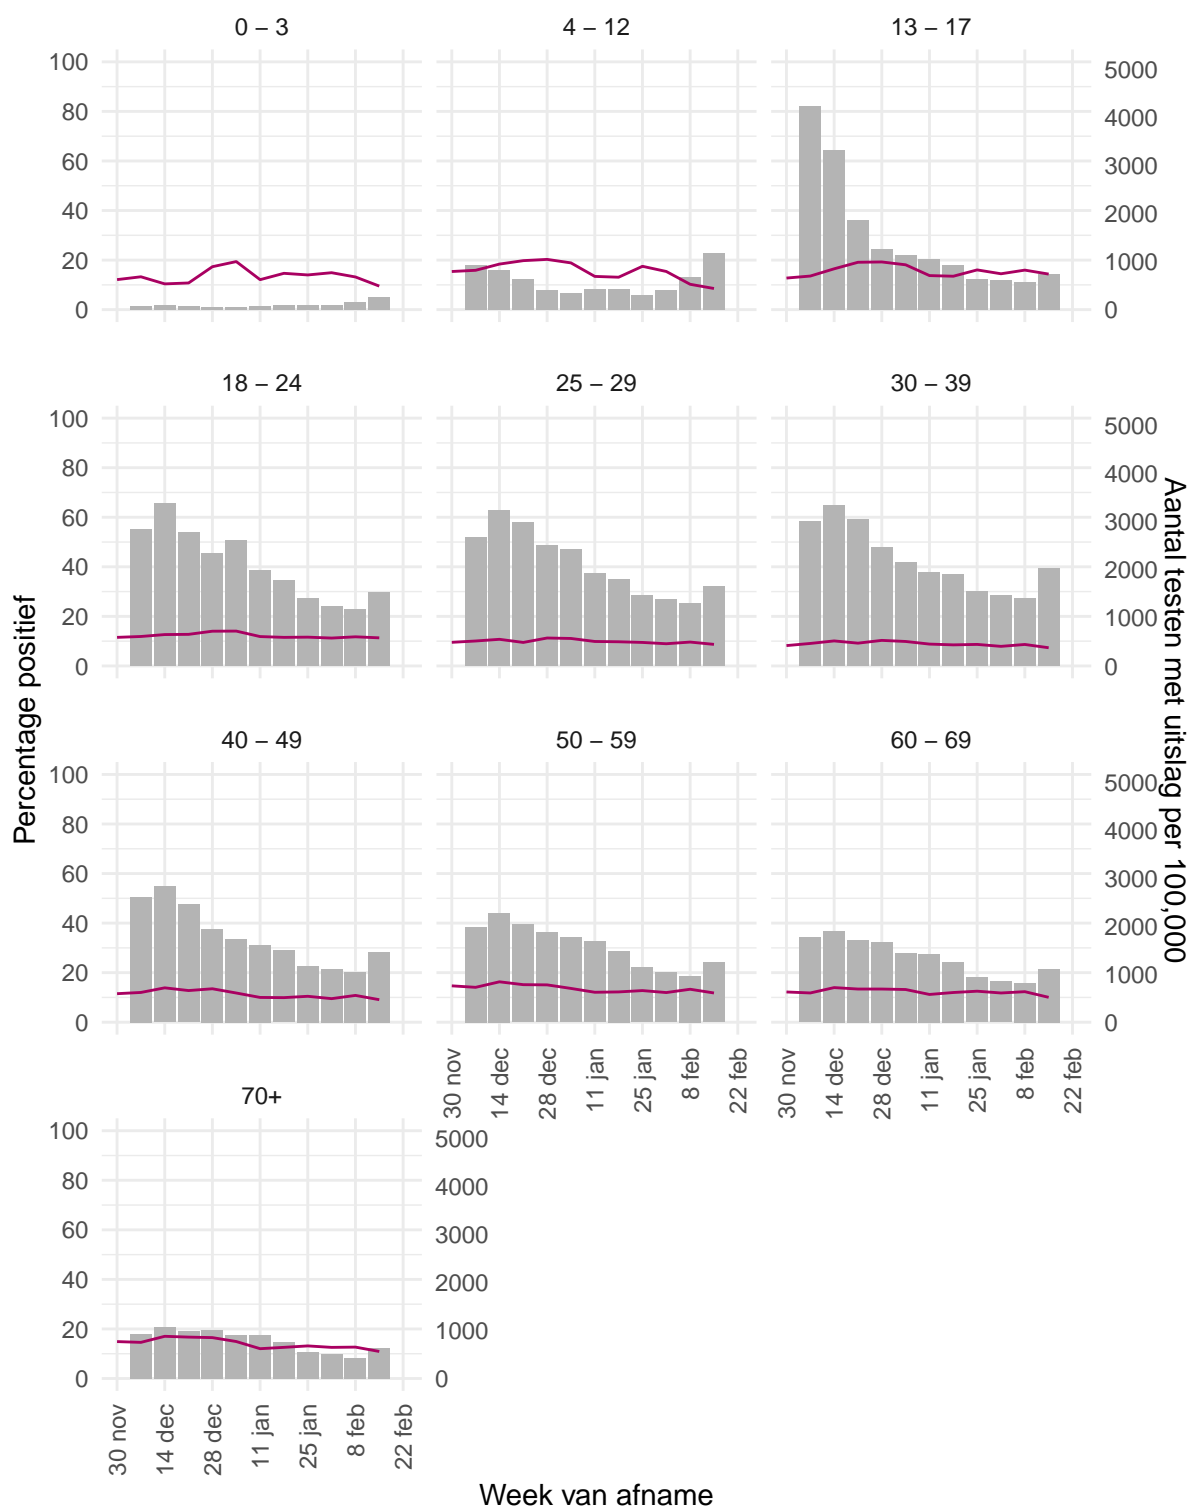 0 – 3
4 – 12
13 – 17
100
80
60
40
20
0
5000
4000
3000
2000
1000
0
18 – 24
25 – 29
30 – 39
100
80
60
40
20
0
5000
4000
3000
2000
1000
0
Percentage positief
Aantal testen met uitslag per 100,000
40 – 49
50 – 59
60 – 69
100
80
60
40
20
0
5000
4000
3000
2000
1000
0
30 nov
14 dec
28 dec
11 jan
25 jan
8 feb
22 feb
30 nov
14 dec
28 dec
11 jan
25 jan
8 feb
22 feb
70+
100
80
60
40
20
0
5000
4000
3000
2000
1000
0
30 nov
14 dec
28 dec
11 jan
25 jan
8 feb
22 feb
Week van afname